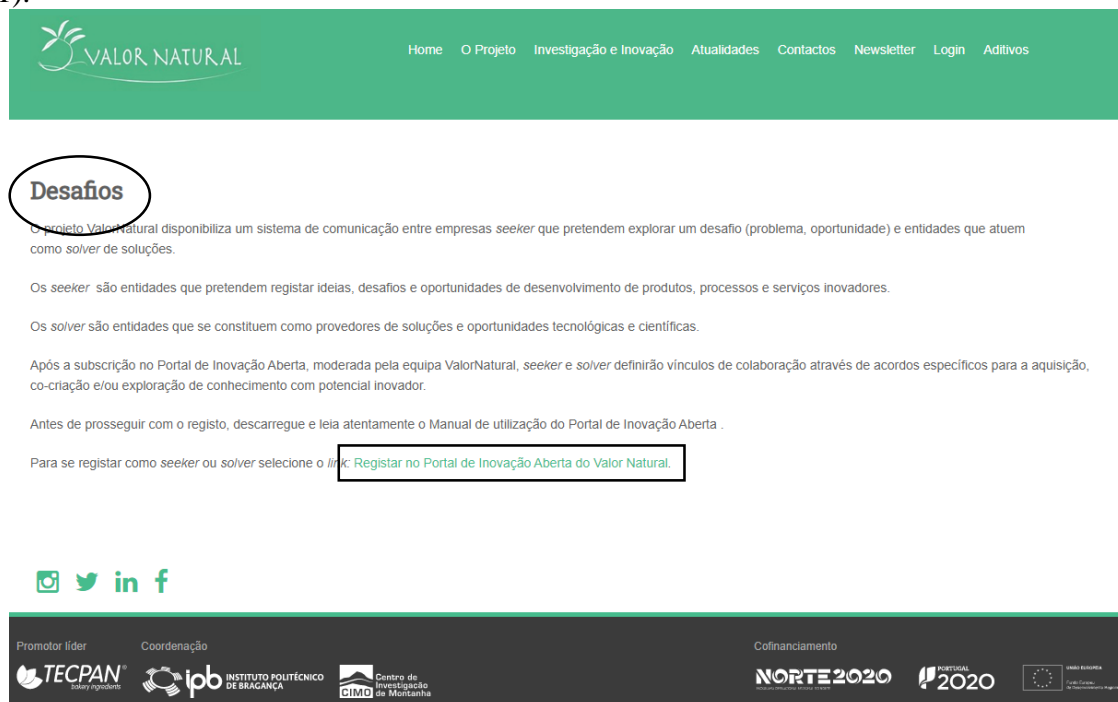 VALOR NATURAL
Home O Projeto Investigação e Inovação Atualidades Contactos Newsletter Login Aditivos
Desafios
O projeto ValorNatural disponibiliza um sistema de comunicação entre empresas seeker que pretendem explorar um desafio (problema, oportunidade) e entidades que atuem
como solver de soluções.
Os seeker são entidades que pretendem registar ideias, desafios e oportunidades de desenvolvimento de produtos, processos e serviços inovadores.
Os solver são entidades que se constituem como provedores de soluções e oportunidades tecnológicas e científicas.
Após a subscrição no Portal de Inovação Aberta, moderada pela equipa ValorNatural, seeker e solver definirão vínculos de colaboração através de acordos específicos para a aquisição,
co-criação e/ou exploração de conhecimento com potencial inovador.
Antes de prosseguir com o registo, descarregue e leia atentamente o Manual de utilização do Portal de Inovação Aberta .
Para se registar como seeker ou solver selecione o link: Registar no Portal de Inovação Aberta do Valor Natural.
Promotor líder Coordenação Cofinanciamento
TECPAN®
bakery ingredients
ipb INSTITUTO POLITÉCNICO
DE BRAGANÇA
CIMO Centro de
Investigação
de Montanha
NORTE2020
PORTUGAL
2020
UNIÃO EUROPEIA